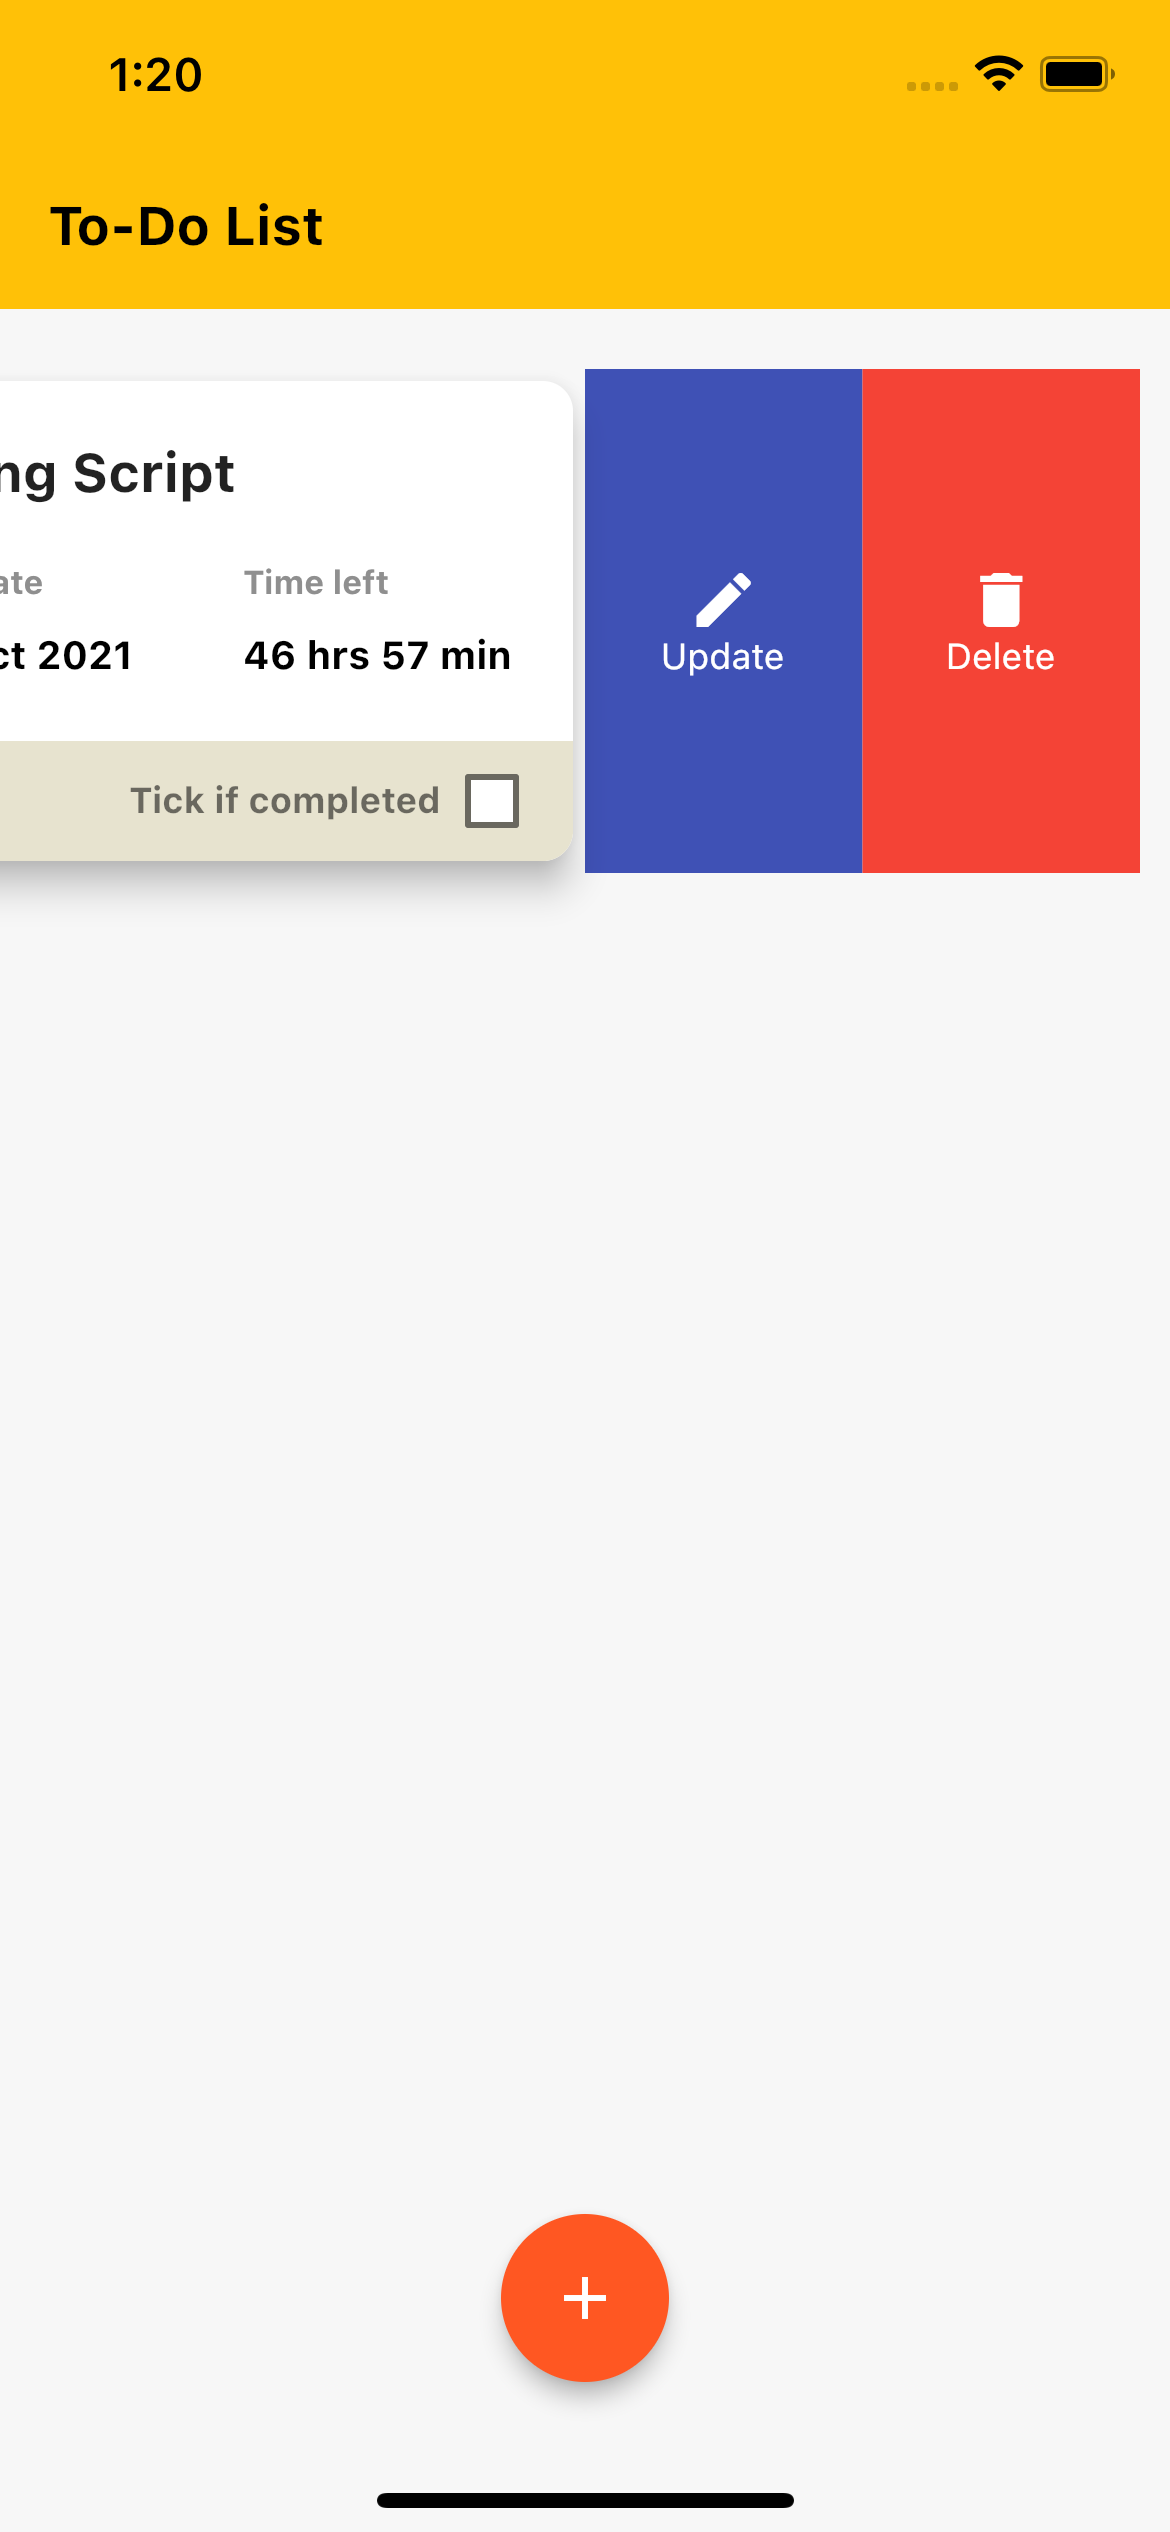 1:20
To-Do List
ng Script
ate
Time left
ct 2021
46 hrs 57 min
Update
Delete
Tick if completed